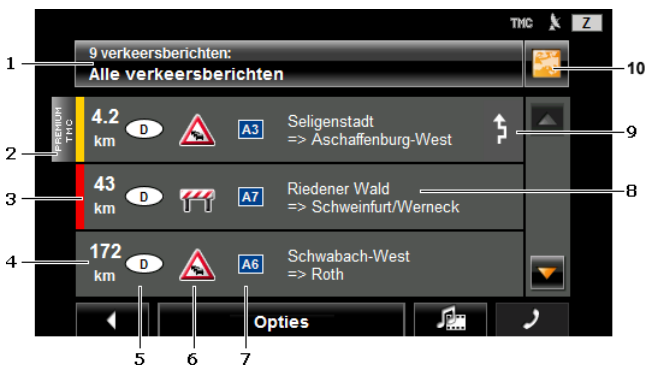 TMC Z
9 verkeersberichten:
Alle verkeersberichten
1
10
PREMIUM
TMC
4.2
km
D
A3
Seligenstadt
=> Aschaffenburg-West
9
2
43
km
D
A7
Riedener Wald
=> Schweinfurt/Werneck
3
8
172
km
D
A6
Schwabach-West
=> Roth
4
Opties
5 6 7